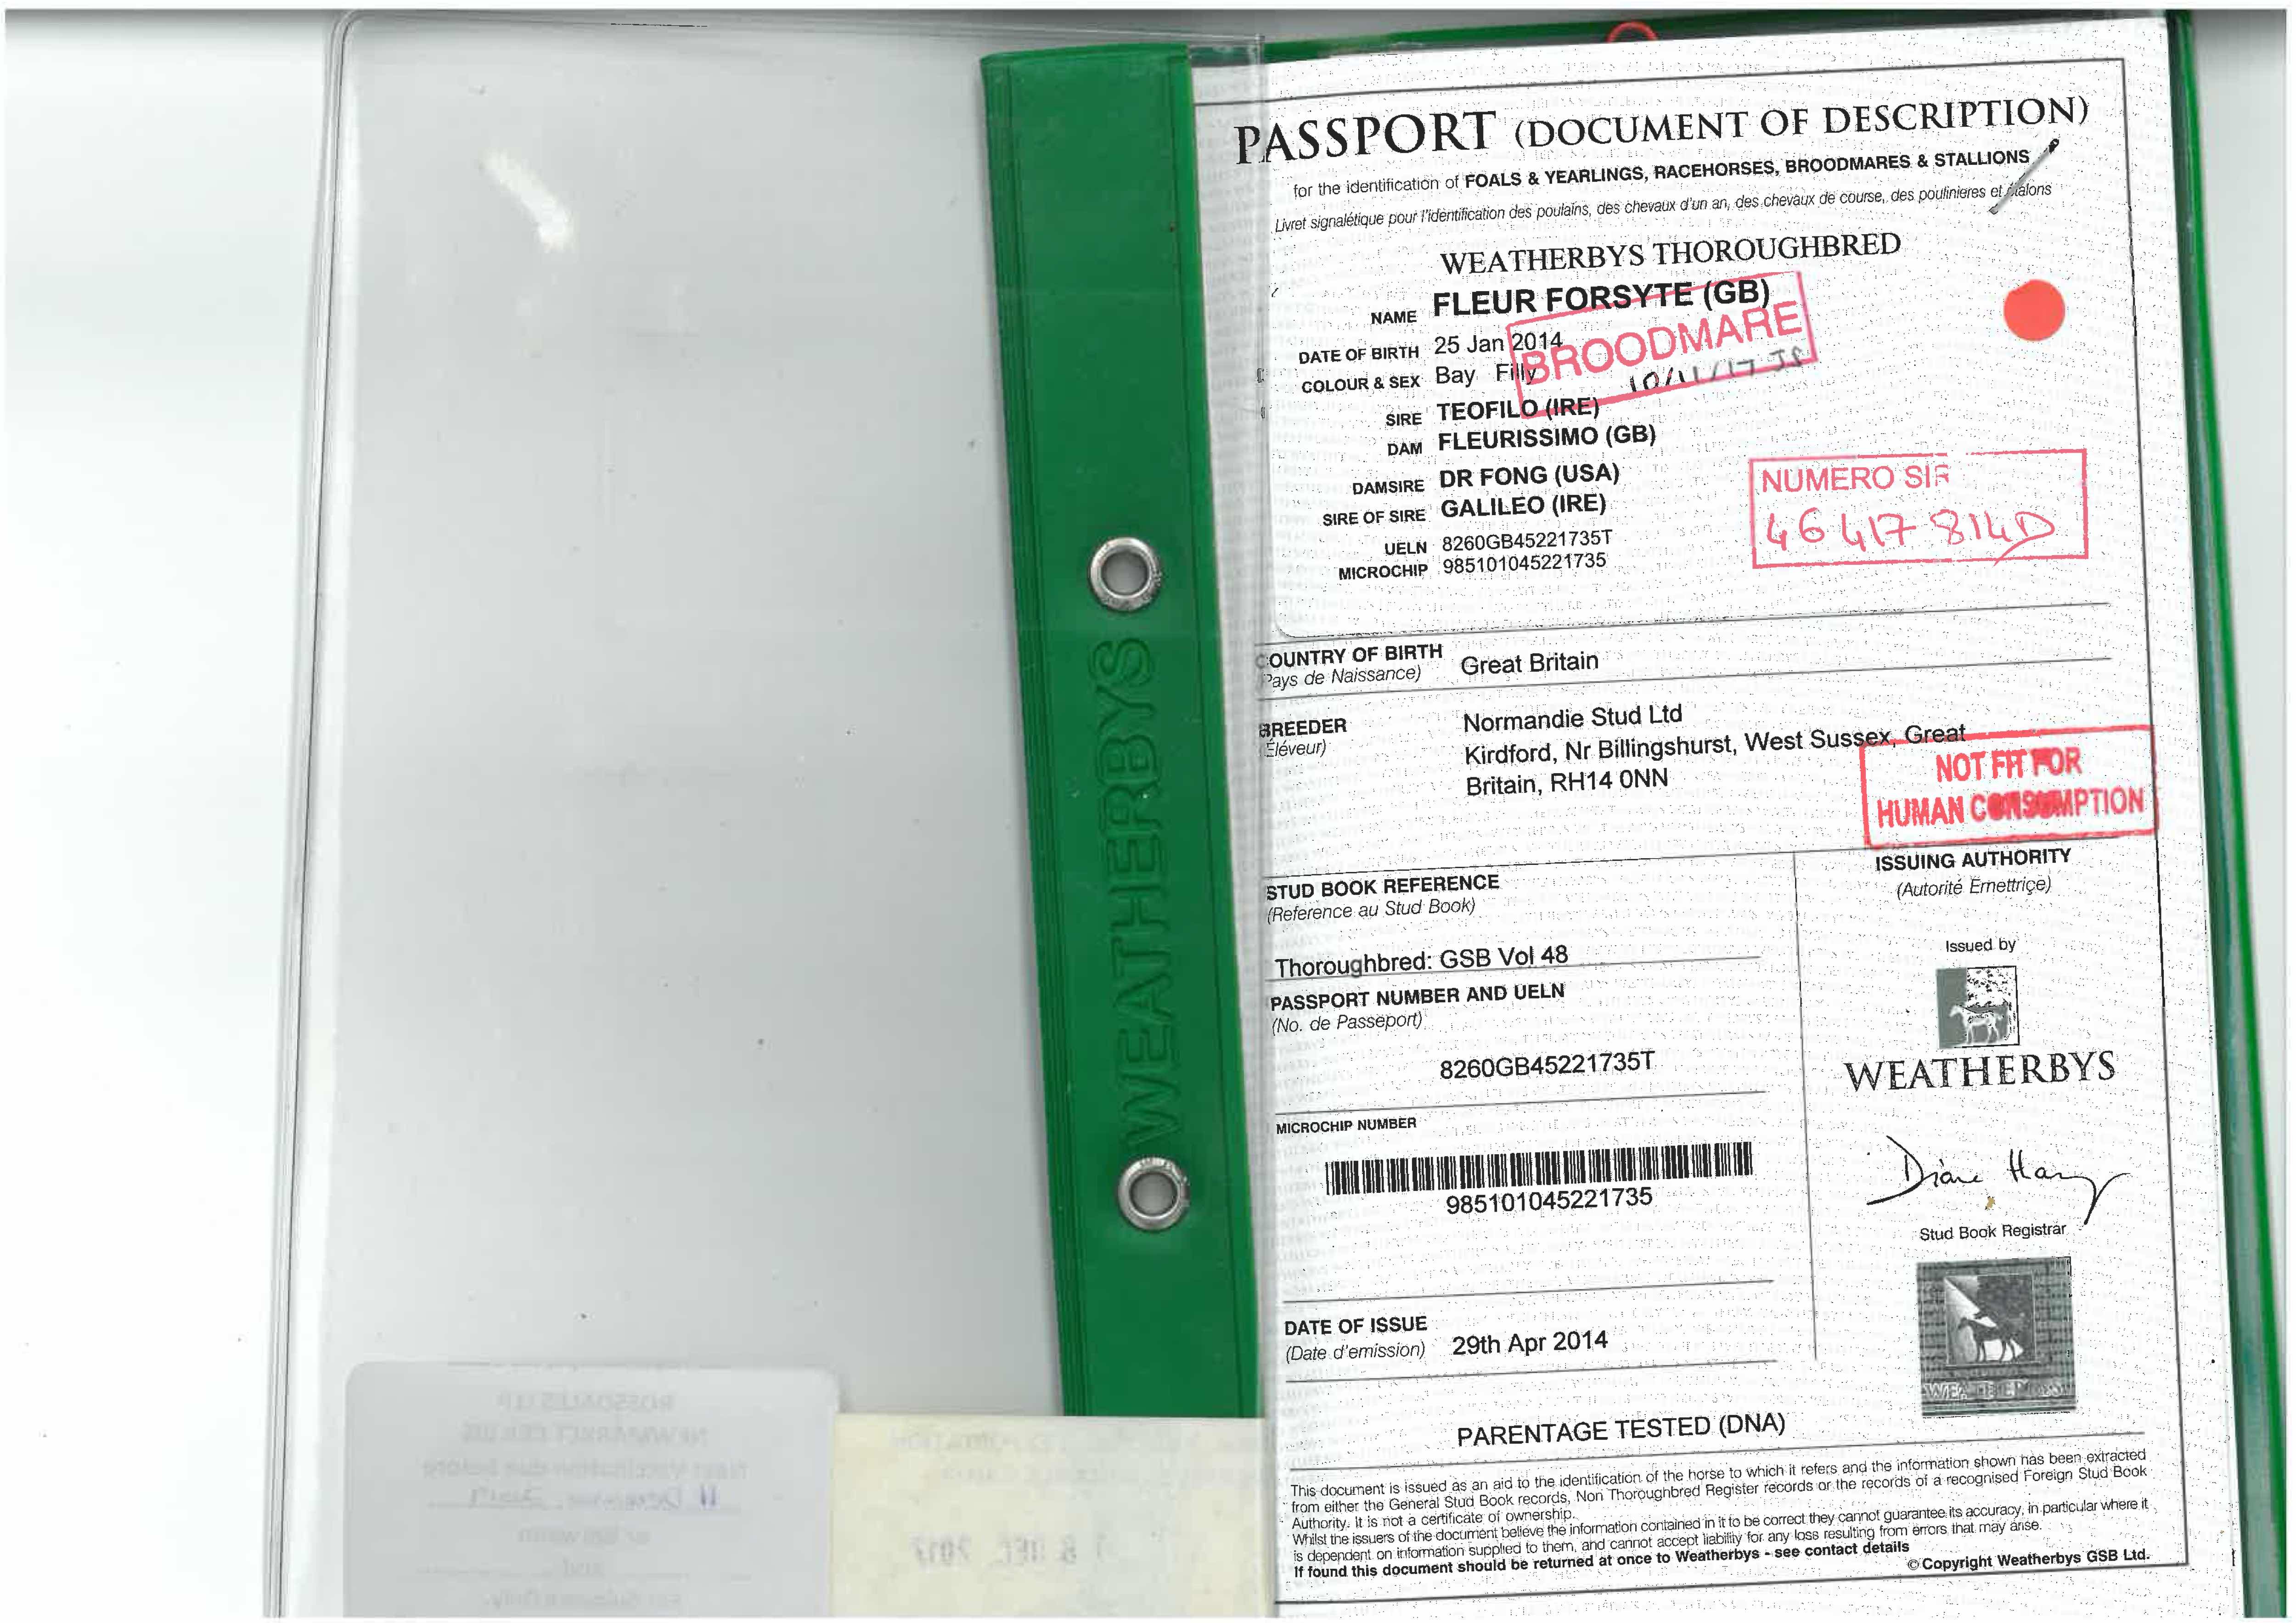 WEATHERBYS
PASSPORT (DOCUMENT OF DESCRIPTION)
for the identification of FOALS & YEARLINGS, RACEHORSES, BROODMARES & STALLIONS
Livret signalétique pour l'identification des poulains, des chevaux d'un an, des chevaux de course, des poulinieres et étalons
WEATHERBYS THOROUGHBRED
NAME FLEUR FORSYTE (GB)
BROODMARE
10/11/17 JP
DATE OF BIRTH 25 Jan 2014
COLOUR & SEX Bay Filly
SIRE TEOFILO (IRE)
DAM FLEURISSIMO (GB)
DAMSIRE DR FONG (USA)
SIRE OF SIRE GALILEO (IRE)
UELN 8260GB45221735T
MICROCHIP 985101045221735
NUMERO SIR
46 417 814D
COUNTRY OF BIRTH Great Britain
Pays de Naissance)
BREEDER Normandie Stud Ltd
Éléveur) Kirdford, Nr Billingshurst, West Sussex, Great
Britain, RH14 0NN
NOT FIT FOR
HUMAN CONSUMPTION
STUD BOOK REFERENCE
(Reference au Stud Book)
Thoroughbred: GSB Vol 48
PASSPORT NUMBER AND UELN
(No. de Passeport)
8260GB45221735T
MICROCHIP NUMBER
985101045221735
DATE OF ISSUE
(Date d'emission) 29th Apr 2014
ISSUING AUTHORITY
(Autorité Emettriçe)
Issued by
WEATHERBYS
Stud Book Registrar
WEATHERBYS
PARENTAGE TESTED (DNA)
This document is issued as an aid to the identification of the horse to which it refers and the information shown has been extracted
from either the General Stud Book records, Non Thoroughbred Register records or the records of a recognised Foreign Stud Book
Authority. It is not a certificate of ownership.
Whilst the issuers of the document believe the information contained in it to be correct they cannot guarantee its accuracy, in particular where it
is dependent on information supplied to them, and cannot accept liability for any loss resulting from errors that may arise.
If found this document should be returned at once to Weatherbys - see contact details
© Copyright Weatherbys GSB Ltd.